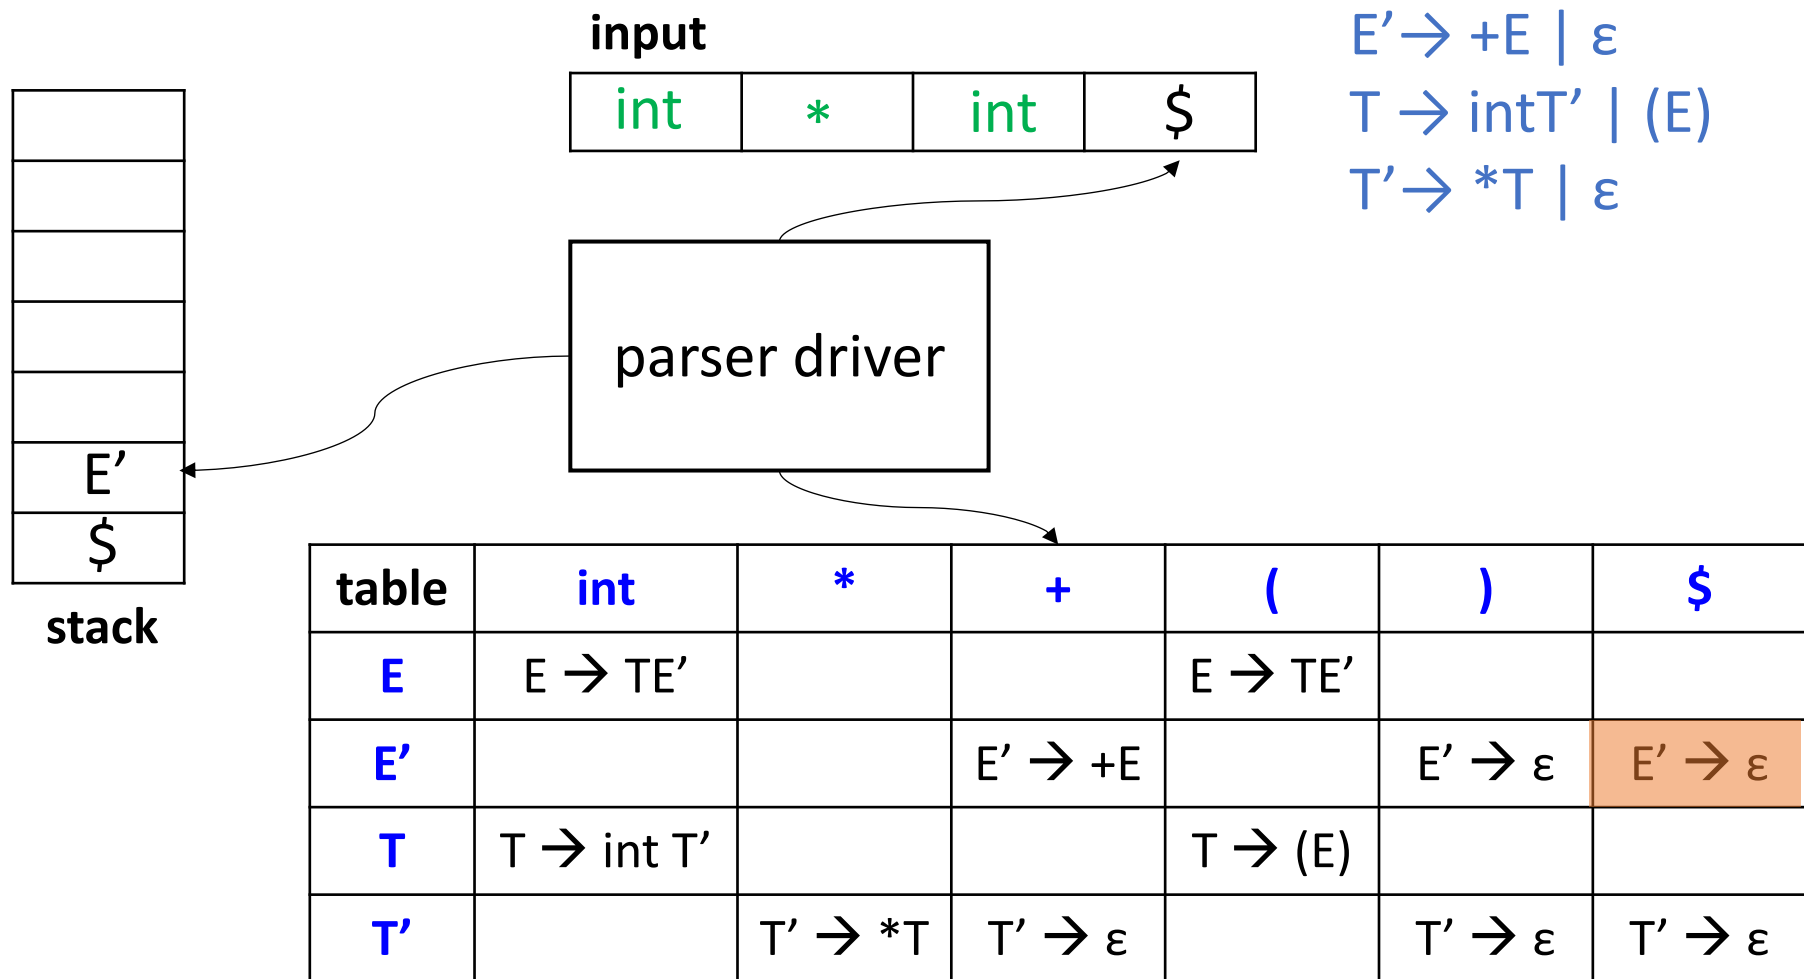 input
int * int $
E’→ +E | ε
T → intT’ | (E)
T’→ *T | ε
parser driver
E’
$
stack
table int * + ( ) $
E E → TE’ E → TE’
E’ E’ → +E E’ → ε E’ → ε
T T → int T’ T → (E)
T’ T’ → *T T’ → ε T’ → ε T’ → ε